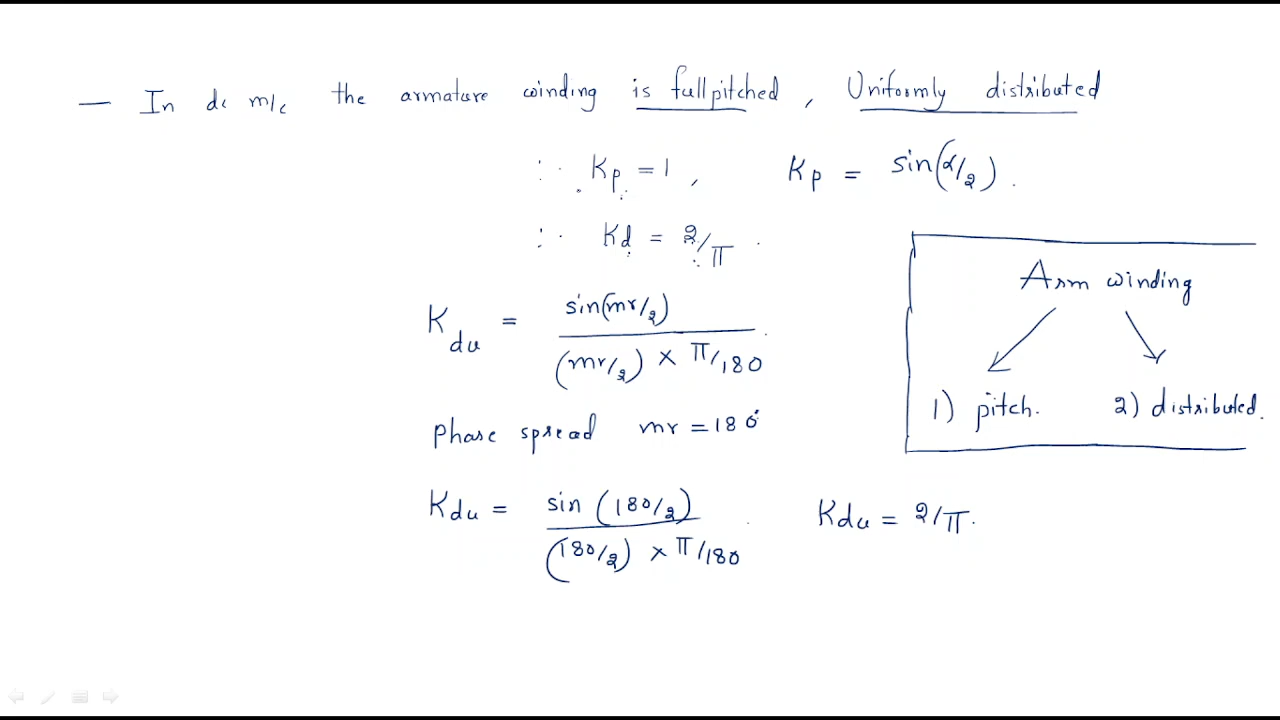 — In dc m/c the armature winding is fullpitched, Uniformly distributed
∵ Kp = 1, Kp = sin(α/2).
∵ Kd = 2/π.
Kdu = sin(mr/2) / (mr/2) × π/180
Arm winding
1) pitch. 2) distributed.
phase spread mr = 180°
Kdu = sin (180/2) / (180/2) × π/180 Kdu = 2/π.